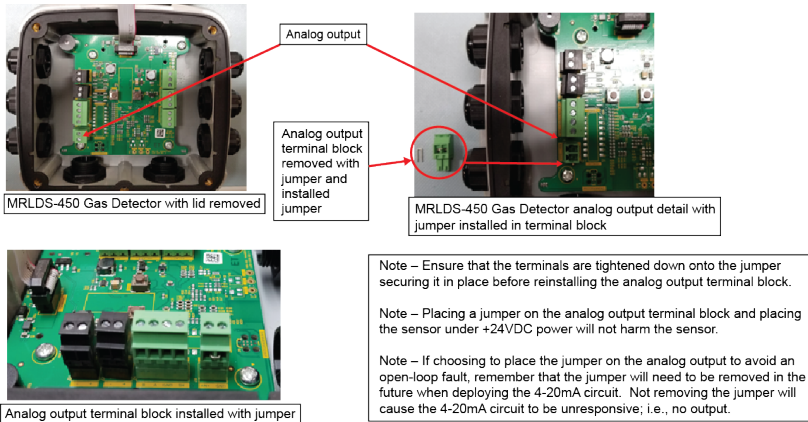 Analog output
Analog output
terminal block
removed with
jumper and
installed
jumper
MRLDS-450 Gas Detector with lid removed
MRLDS-450 Gas Detector analog output detail with
jumper installed in terminal block
Note – Ensure that the terminals are tightened down onto the jumper
securing it in place before reinstalling the analog output terminal block.
Note – Placing a jumper on the analog output terminal block and placing
the sensor under +24VDC power will not harm the sensor.
Note – If choosing to place the jumper on the analog output to avoid an
open-loop fault, remember that the jumper will need to be removed in the
future when deploying the 4-20mA circuit.  Not removing the jumper will
cause the 4-20mA circuit to be unresponsive; i.e., no output.
Analog output terminal block installed with jumper